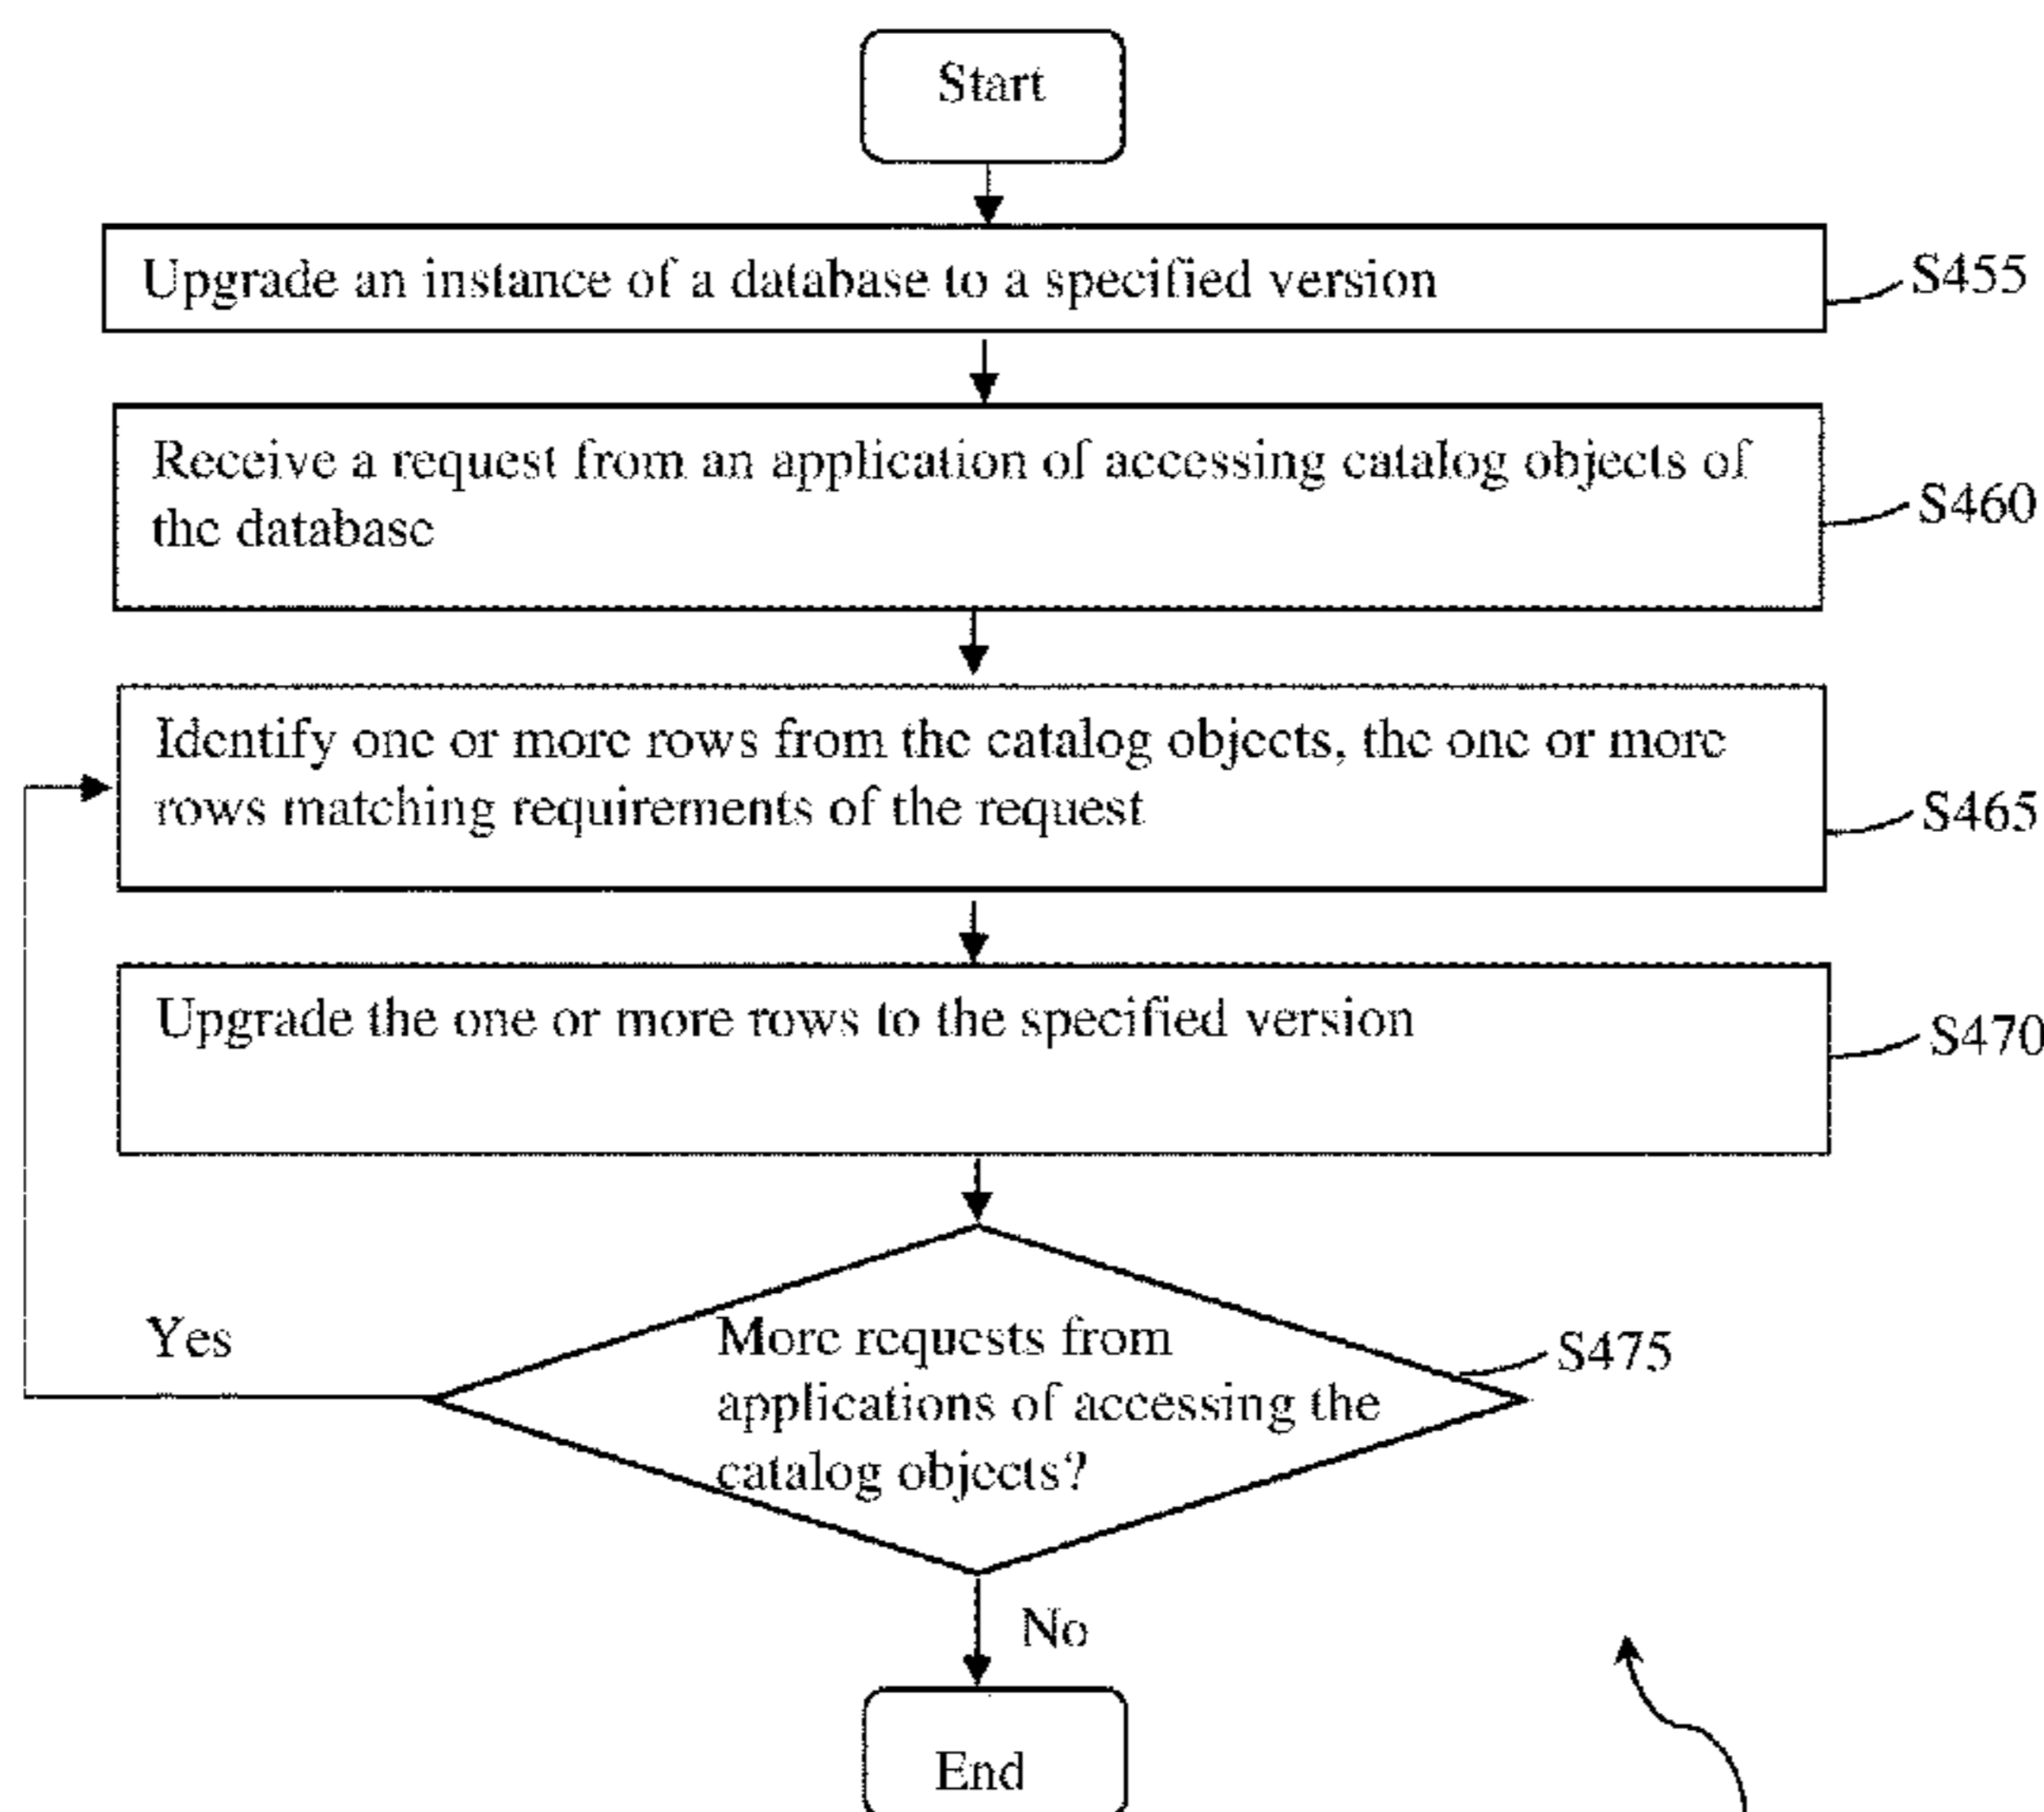 Start
Upgrade an instance of a database to a specified version
S455
Receive a request from an application of accessing catalog objects of
the database
S460
Identify one or more rows from the catalog objects, the one or more
rows matching requirements of the request
S465
Upgrade the one or more rows to the specified version
S470
Yes
More requests from
applications of accessing the
catalog objects?
S475
No
End